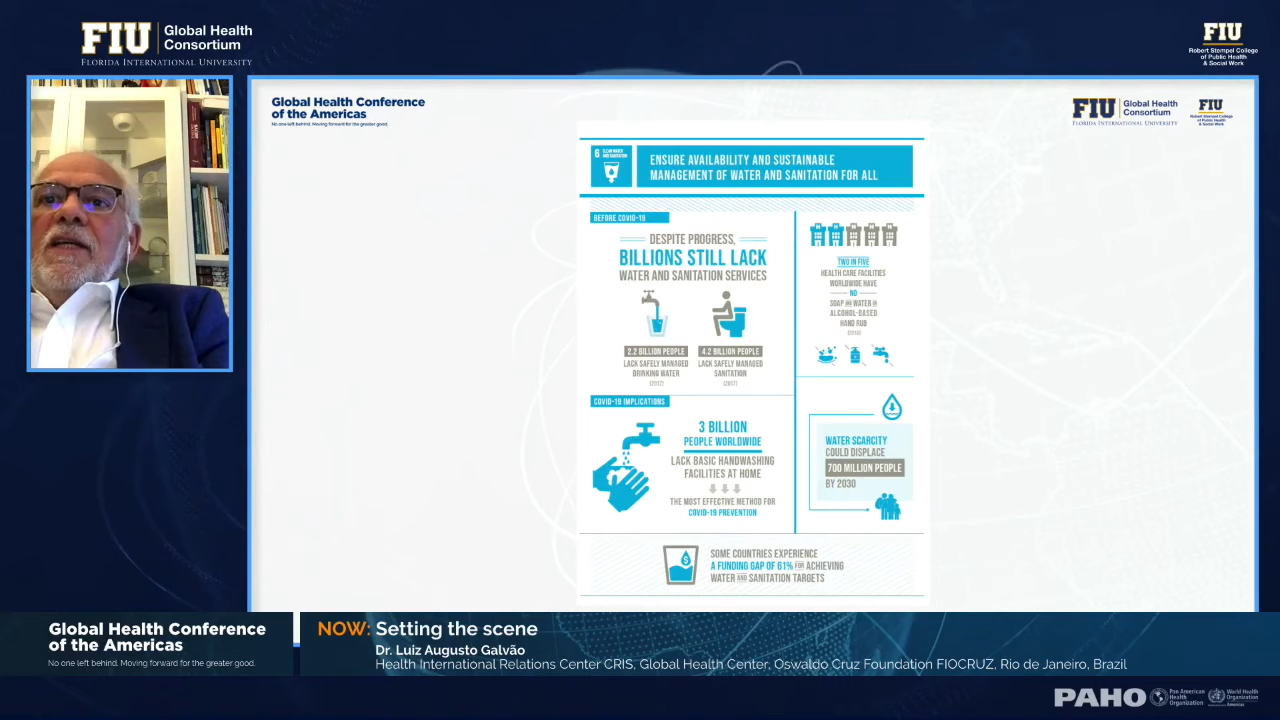 FIU
Global Health
Consortium
FLORIDA INTERNATIONAL UNIVERSITY
FIU
Robert Stempel College
of Public Health
& Social Work
Global Health Conference
of the Americas
No one left behind. Moving forward for the greater good.
FIU
Global Health
Consortium
FLORIDA INTERNATIONAL UNIVERSITY
FIU
Robert Stempel College
of Public Health
& Social Work
6 CLEAN WATER
AND SANITATION
ENSURE AVAILABILITY AND SUSTAINABLE
MANAGEMENT OF WATER AND SANITATION FOR ALL
BEFORE COVID-19
DESPITE PROGRESS,
BILLIONS STILL LACK
WATER AND SANITATION SERVICES
2.2 BILLION PEOPLE
LACK SAFELY MANAGED
DRINKING WATER
(2017)
4.2 BILLION PEOPLE
LACK SAFELY MANAGED
SANITATION
(2017)
TWO IN FIVE
HEALTH CARE FACILITIES
WORLDWIDE HAVE
NO
SOAP AND WATER OR
ALCOHOL-BASED
HAND RUB
(2016)
COVID-19 IMPLICATIONS
3 BILLION
PEOPLE WORLDWIDE
LACK BASIC HANDWASHING
FACILITIES AT HOME
THE MOST EFFECTIVE METHOD FOR
COVID-19 PREVENTION
WATER SCARCITY
COULD DISPLACE
700 MILLION PEOPLE
BY 2030
$
SOME COUNTRIES EXPERIENCE
A FUNDING GAP OF 61% FOR ACHIEVING
WATER AND SANITATION TARGETS
Global Health Conference
of the Americas
No one left behind. Moving forward for the greater good.
NOW: Setting the scene
Dr. Luiz Augusto Galvão
Health International Relations Center CRIS, Global Health Center, Oswaldo Cruz Foundation FIOCRUZ, Rio de Janeiro, Brazil
PAHO
Pan American
Health
Organization
World Health
Organization
Americas